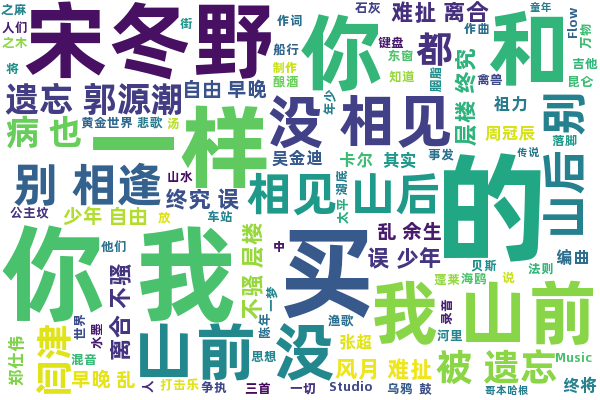 宋冬野
你
和
石灰
难扯 离合
作曲
Flow
童年
万物
之麻
人们
之木
街
作词
键盘
都
层楼 终究
东窗
胭脂
禽兽
吉他
昆仑
将
船行
制作
酿酒
知道
遗忘 郭源潮
自由 早晚
年少
没 相见
祖力
周冠辰
别
病 也
黄金世界 悲歌
汤
一样
吴金迪
卡尔
其实
事发
传说
落脚
别 相逢
山水
终究 误
相见
太平
湖底
山后
的
山后
公主坟
少年 自由
放
车站
你
我
他们
不骚 层楼
中
买
乱 余生
误 少年
贝斯
编曲
法则
蓬莱
海鸥
说
我
山 前
录音
闫津
世界
水墨
离合 不骚
山 前
没
陈年
一梦
渔歌
河里
郑仕伟
混音
思想
张超
风月 难扯
被 遗忘
Music
早晚 乱
人
打击乐
争执
三首
一切
Studio
乌鸦
鼓
哥本哈根
终将